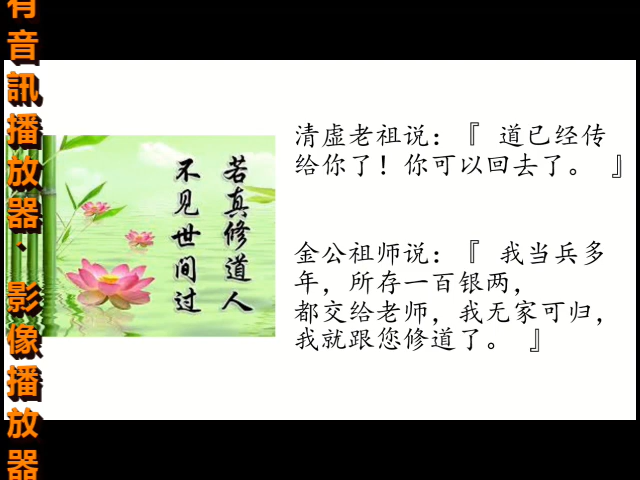 有音訊播放器、影像播放器
若真修道人
不见世间过
清虚老祖说：『 道已经传
给你了！你可以回去了。 』
金公祖师说：『 我当兵多
年，所存一百银两，
都交给老师，我无家可归，
我就跟您修道了。 』